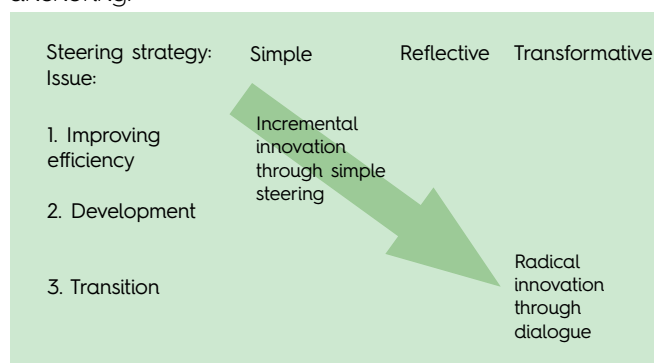 Steering strategy: Simple Reflective Transformative
Issue:
Incremental
innovation
through simple
steering
1. Improving
efficiency
2. Development
3. Transition
Radical
innovation
through
dialogue